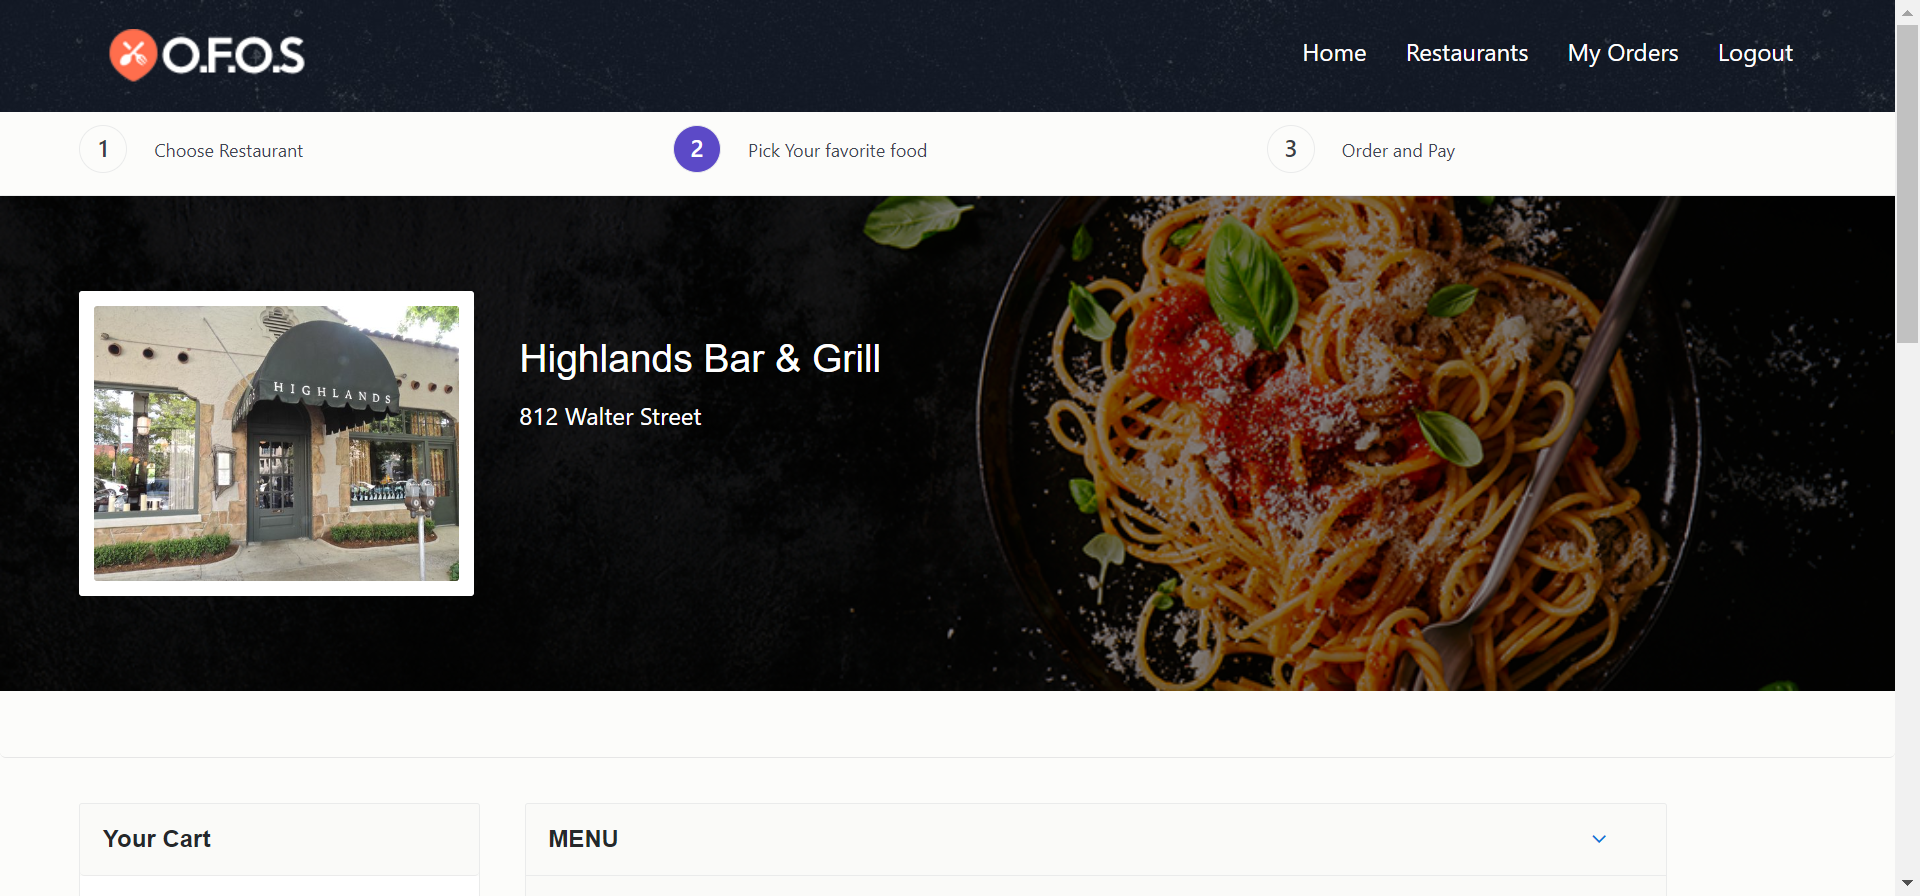 O.F.O.S
Home
Restaurants
My Orders
Logout
1
Choose Restaurant
2
Pick Your favorite food
3
Order and Pay
HIGHLANDS
Highlands Bar & Grill
812 Walter Street
Your Cart
MENU